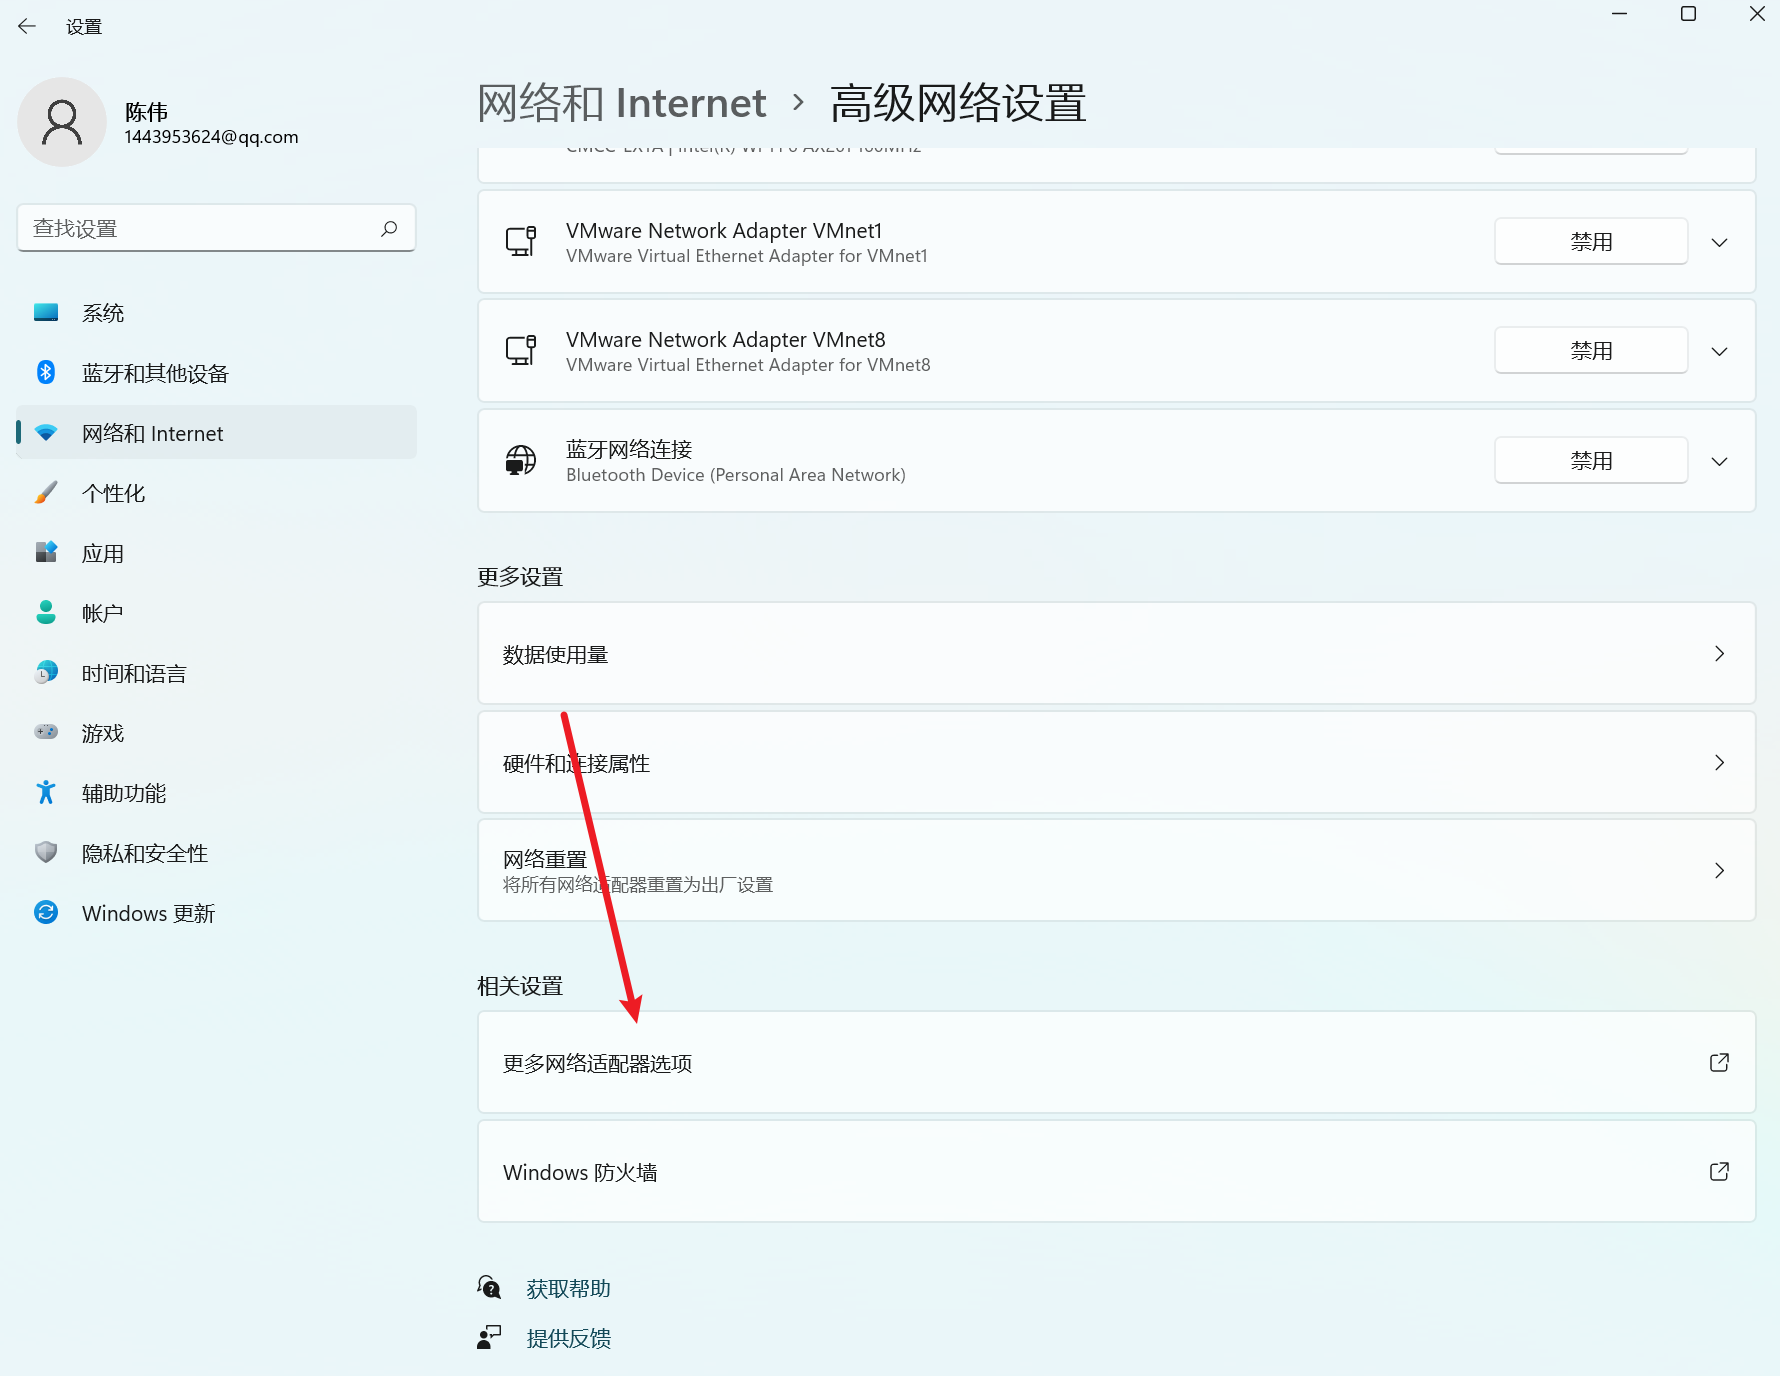 设置
陈伟
1443953624@qq.com
查找设置
系统
蓝牙和其他设备
网络和 Internet
个性化
应用
帐户
时间和语言
游戏
辅助功能
隐私和安全性
Windows 更新
网络和 Internet › 高级网络设置
VMware Network Adapter VMnet1
VMware Virtual Ethernet Adapter for VMnet1
禁用
VMware Network Adapter VMnet8
VMware Virtual Ethernet Adapter for VMnet8
禁用
蓝牙网络连接
Bluetooth Device (Personal Area Network)
禁用
更多设置
数据使用量
硬件和连接属性
网络重置
将所有网络适配器重置为出厂设置
相关设置
更多网络适配器选项
Windows 防火墙
获取帮助
提供反馈